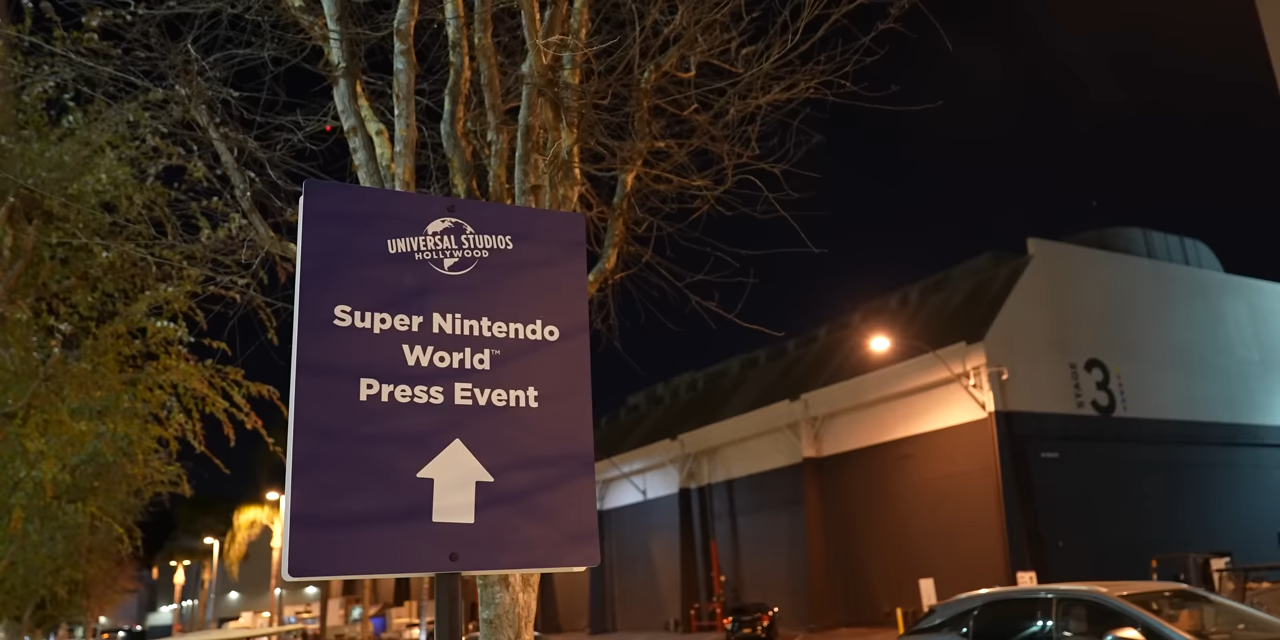 UNIVERSAL STUDIOS
HOLLYWOOD
Super Nintendo
World™
Press Event
STAGE
3